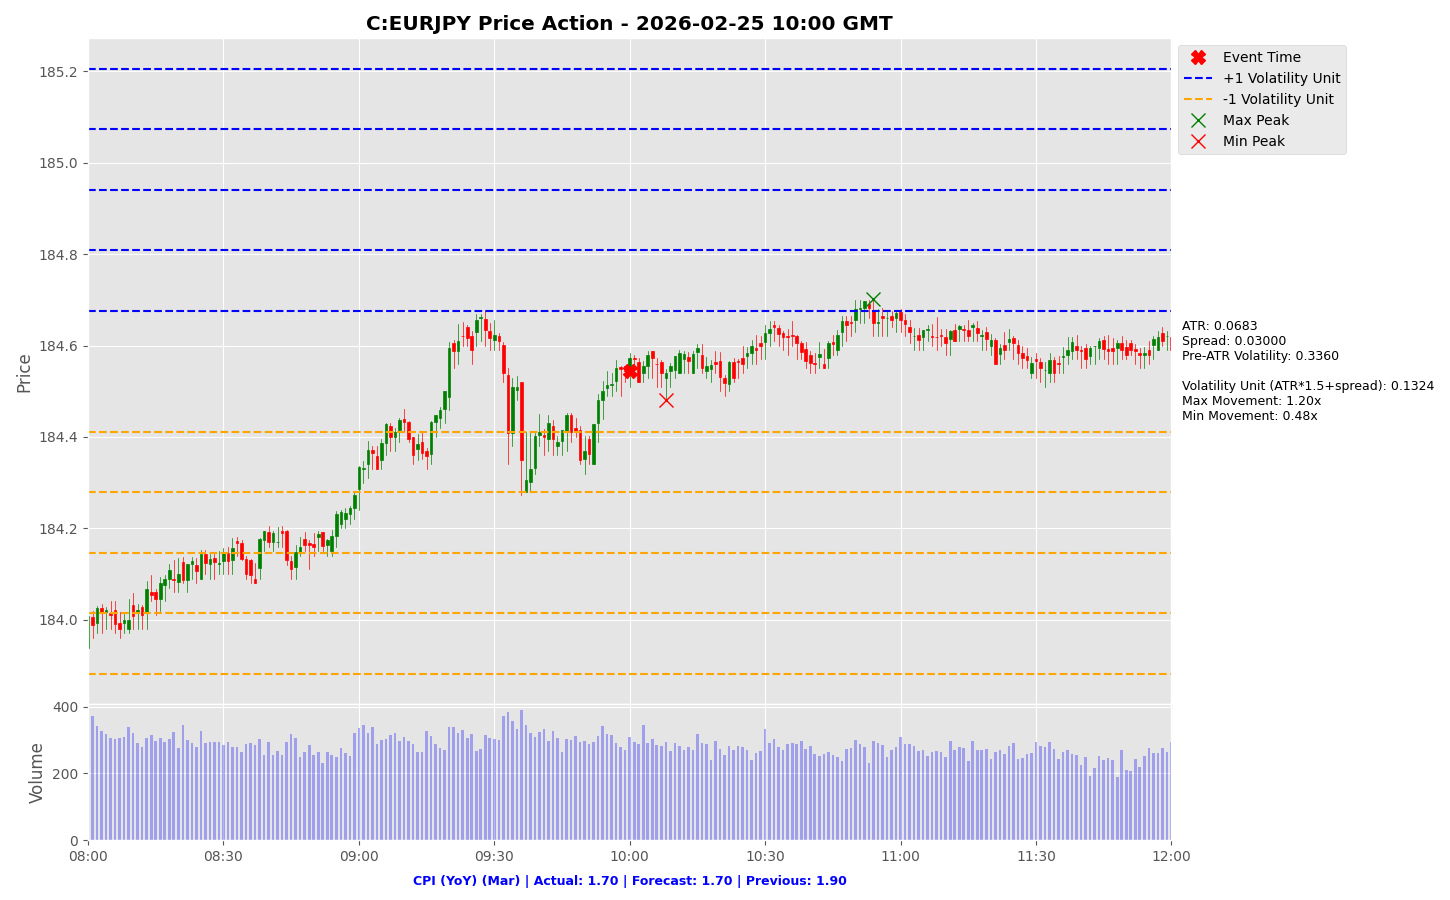 C:EURJPY Price Action - 2026-02-25 10:00 GMT
Event Time
+1 Volatility Unit
-1 Volatility Unit
Max Peak
Min Peak
Price
185.2
185.0
184.8
184.6
184.4
184.2
184.0
ATR: 0.0683
Spread: 0.03000
Pre-ATR Volatility: 0.3360
Volatility Unit (ATR*1.5+spread): 0.1324
Max Movement: 1.20x
Min Movement: 0.48x
Volume
400
200
0
08:00 08:30 09:00 09:30 10:00 10:30 11:00 11:30 12:00
CPI (YoY) (Mar) | Actual: 1.70 | Forecast: 1.70 | Previous: 1.90